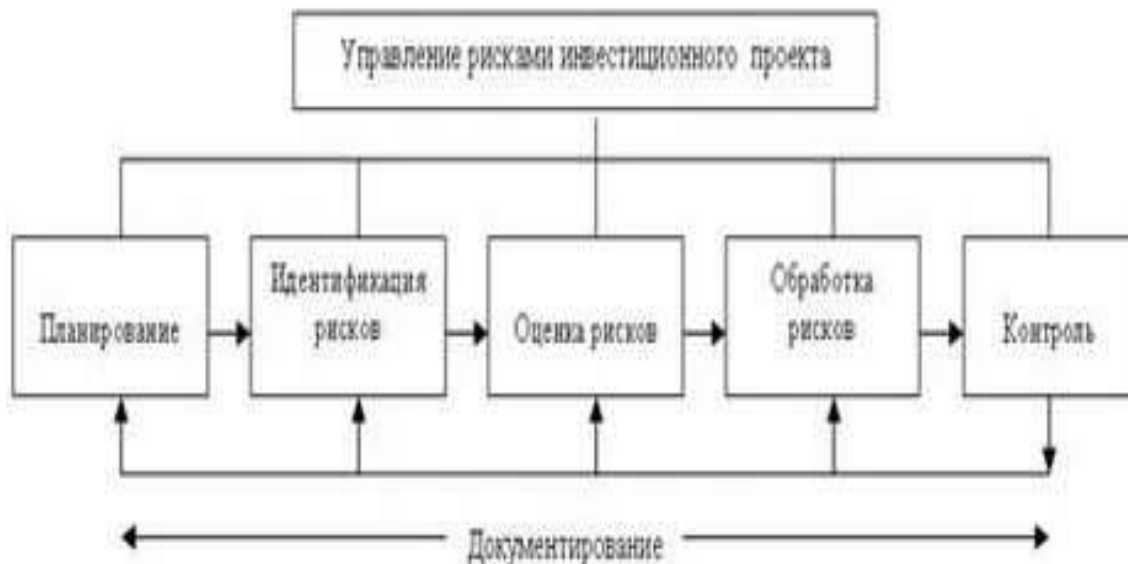 Управление рисками инвестиционного проекта
Планирование
Идентификация
рисков
Оценка рисков
Обработка
рисков
Контроль
Документирование